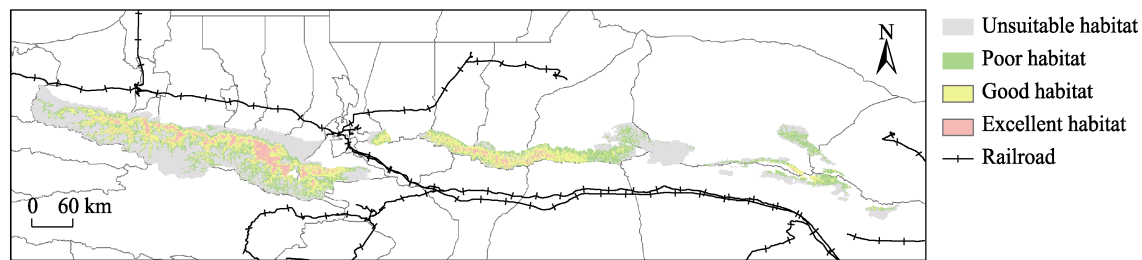 N
Unsuitable habitat
Poor habitat
Good habitat
Excellent habitat
Railroad
0 60 km